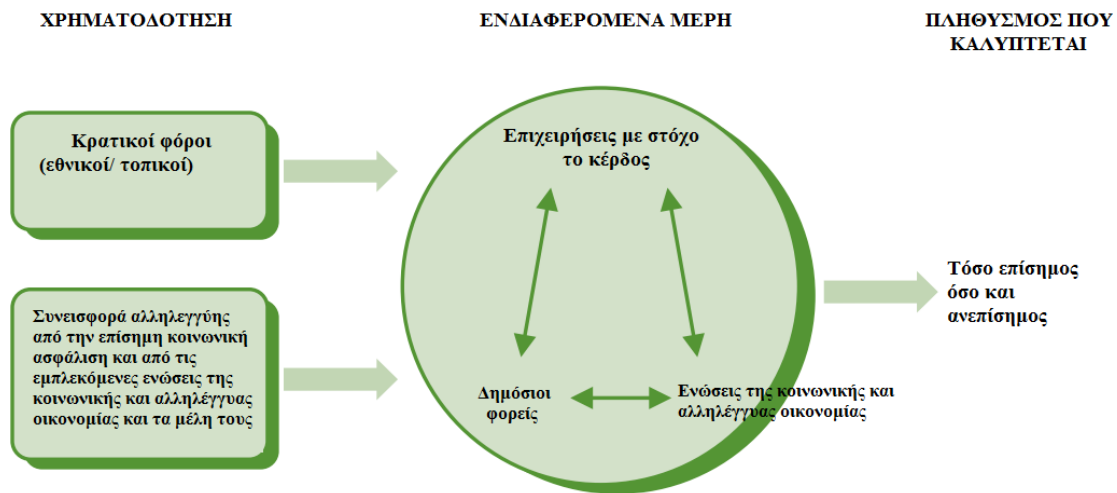 ΧΡΗΜΑΤΟΔΟΤΗΣΗ
ΕΝΔΙΑΦΕΡΟΜΕΝΑ ΜΕΡΗ
ΠΛΗΘΥΣΜΟΣ ΠΟΥ
ΚΑΛΥΠΤΕΤΑΙ
Κρατικοί φόροι
(εθνικοί/ τοπικοί)
Συνεισφορά αλληλεγγύης
από την επίσημη κοινωνική
ασφάλιση και από τις
εμπλεκόμενες ενώσεις της
κοινωνικής και αλληλέγγυας
οικονομίας και τα μέλη τους
Επιχειρήσεις με στόχο
το κέρδος
Δημόσιοι
φορείς
Ενώσεις της κοινωνικής και
αλληλέγγυας οικονομίας
Τόσο επίσημος
όσο και
ανεπίσημος